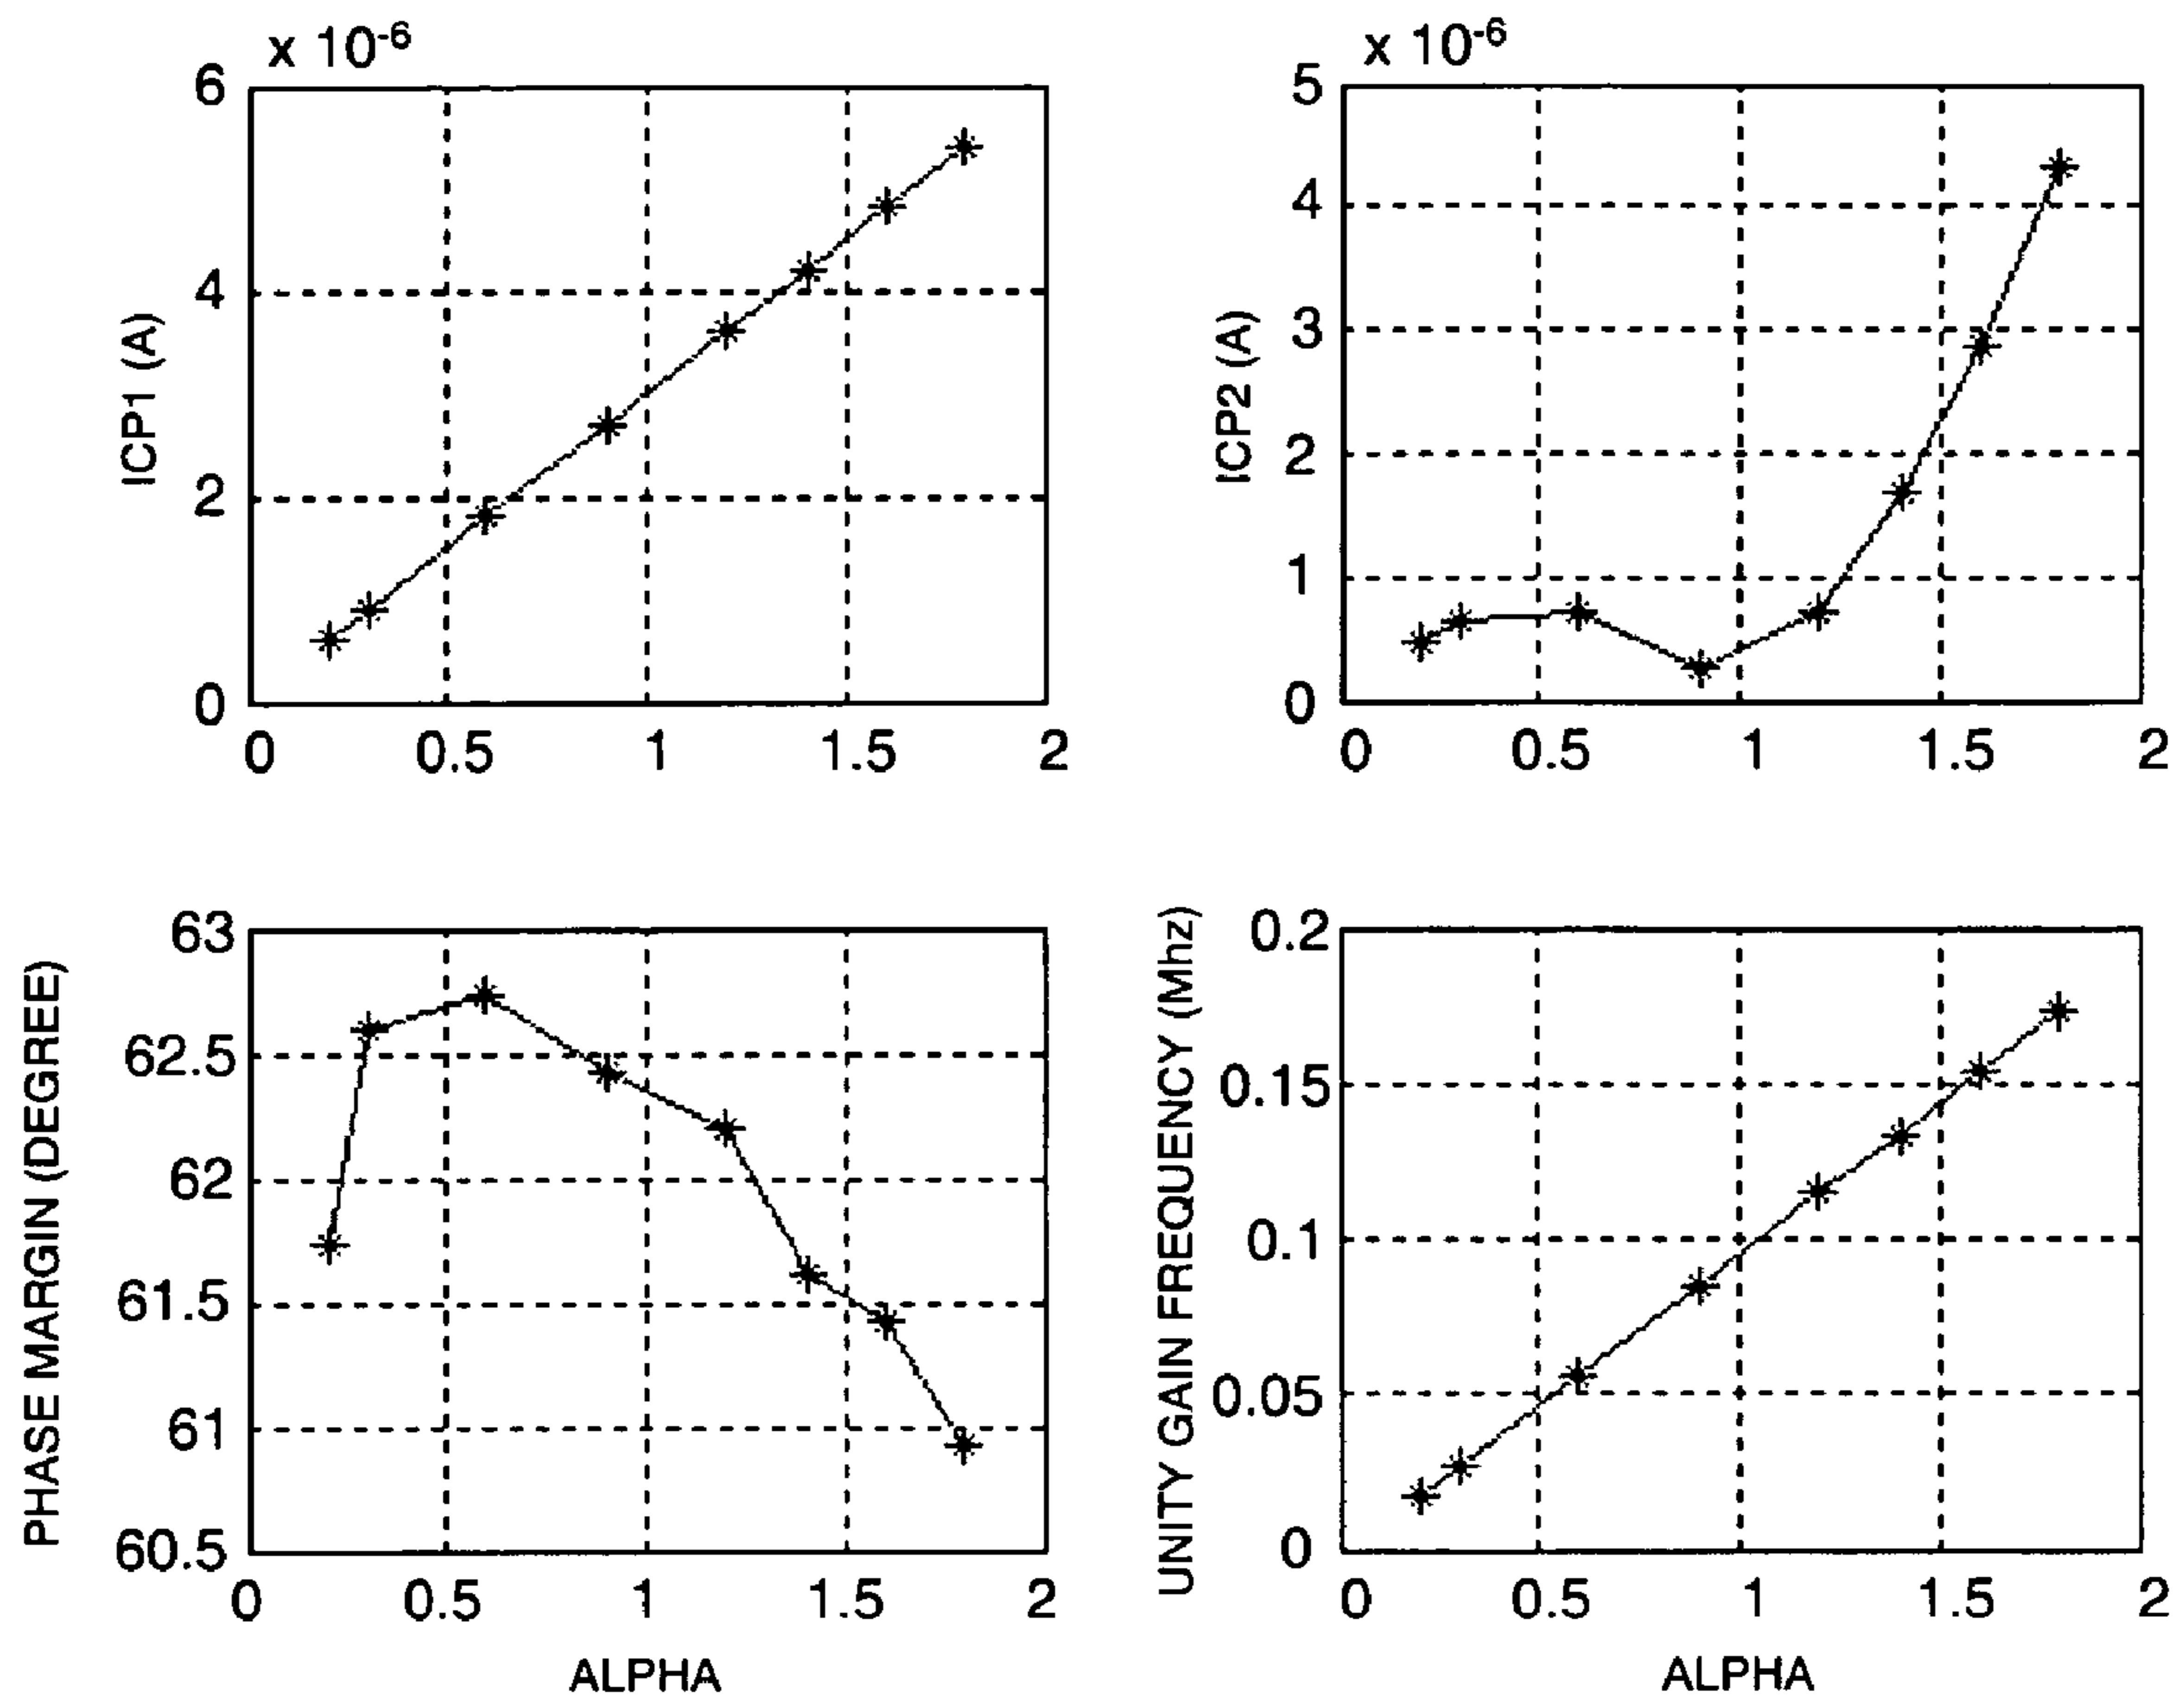 x 10-6
6
4
2
0
ICP1 (A)
0 0.5 1 1.5 2
x 10-6
5
4
3
2
1
0
ICP2 (A)
0 0.5 1 1.5 2
63
62.5
62
61.5
61
60.5
PHASE MARGIN (DEGREE)
0 0.5 1 1.5 2
ALPHA
0.2
0.15
0.1
0.05
0
UNITY GAIN FREQUENCY (Mhz)
0 0.5 1 1.5 2
ALPHA